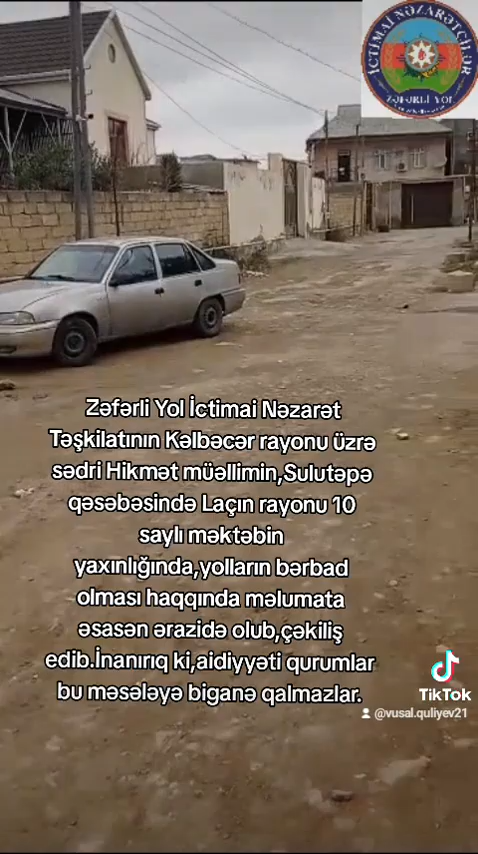 İCTİMAİ NƏZARƏTÇİLƏR
ZƏFƏRLİ YOL
Zəfərli Yol İctimai Nəzarət
Təşkilatının Kəlbəcər rayonu üzrə
sədri Hikmət müəllimin,Sulutəpə
qəsəbəsində Laçın rayonu 10
saylı məktəbin
yaxınlığında,yolların bərbad
olması haqqında məlumata
əsasən ərazidə olub,çəkiliş
edib.İnanırıq ki,aidiyyəti qurumlar
bu məsələyə biganə qalmazlar.
TikTok
@vusal.quliyev21